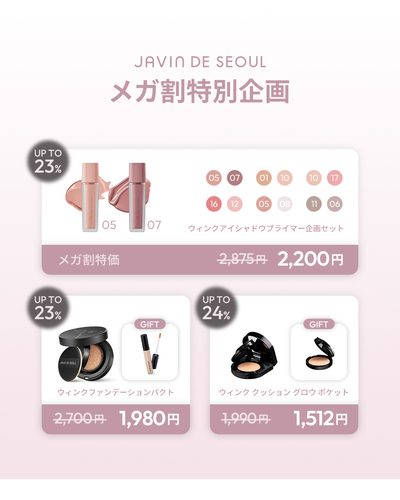 JAVIN DE SEOUL
メガ割特別企画
UP TO
23%
05
07
05 07 01 10 10 17
16 12 05 08 11 06
ウィンクアイシャドウプライマー企画セット
メガ割特価
2,875円 2,200円
UP TO
23%
GIFT
JAVIN DE SEOUL
ウィンクファンデーションパクト
2,700円 1,980円
UP TO
24%
GIFT
ウィンク クッション グロウ ポケット
1,990円 1,512円